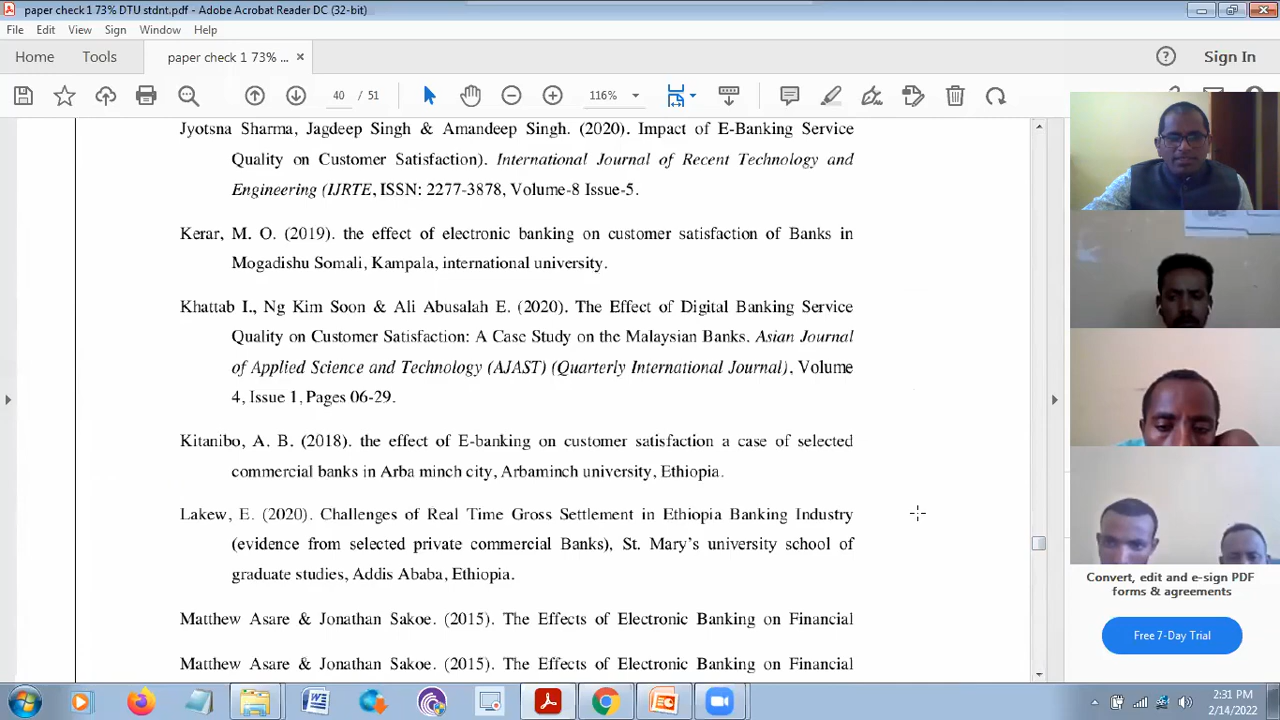 paper check 1 73% DTU stdnt.pdf - Adobe Acrobat Reader DC (32-bit)
File Edit View Sign Window Help
Home Tools paper check 1 73% ... × Sign In
40 / 51 116%
Jyotsna Sharma, Jagdeep Singh & Amandeep Singh. (2020). Impact of E-Banking Service
Quality on Customer Satisfaction). International Journal of Recent Technology and
Engineering (IJRTE, ISSN: 2277-3878, Volume-8 Issue-5.
Kerar, M. O. (2019). the effect of electronic banking on customer satisfaction of Banks in
Mogadishu Somali, Kampala, international university.
Khattab I., Ng Kim Soon & Ali Abusalah E. (2020). The Effect of Digital Banking Service
Quality on Customer Satisfaction: A Case Study on the Malaysian Banks. Asian Journal
of Applied Science and Technology (AJAST) (Quarterly International Journal), Volume
4, Issue 1, Pages 06-29.
Kitanibo, A. B. (2018). the effect of E-banking on customer satisfaction a case of selected
commercial banks in Arba minch city, Arbaminch university, Ethiopia.
Lakew, E. (2020). Challenges of Real Time Gross Settlement in Ethiopia Banking Industry
(evidence from selected private commercial Banks), St. Mary's university school of
graduate studies, Addis Ababa, Ethiopia.
Matthew Asare & Jonathan Sakoe. (2015). The Effects of Electronic Banking on Financial
Matthew Asare & Jonathan Sakoe. (2015). The Effects of Electronic Banking on Financial
Convert, edit and e-sign PDF
forms & agreements
Free 7-Day Trial
2:31 PM
2/14/2022